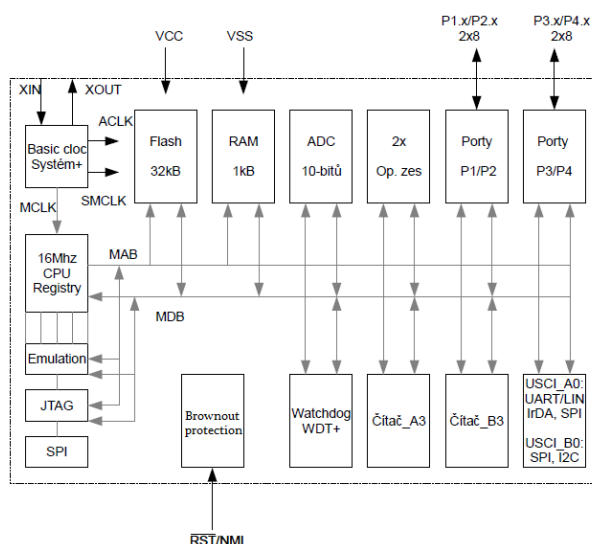 P1.x/P2.x
2x8
P3.x/P4.x
2x8
VCC
VSS
XIN
XOUT
ACLK
Basic cloc
Systém+
SMCLK
MCLK
Flash
32kB
RAM
1kB
ADC
10-bitů
2x
Op. zes
Porty
P1/P2
Porty
P3/P4
16Mhz
CPU
Registry
MAB
MDB
Emulation
JTAG
SPI
Brownout
protection
Watchdog
WDT+
Čítač_A3
Čítač_B3
USCI_A0:
UART/LIN
IrDA, SPI
USCI_B0:
SPI, I2C
RST/NMI